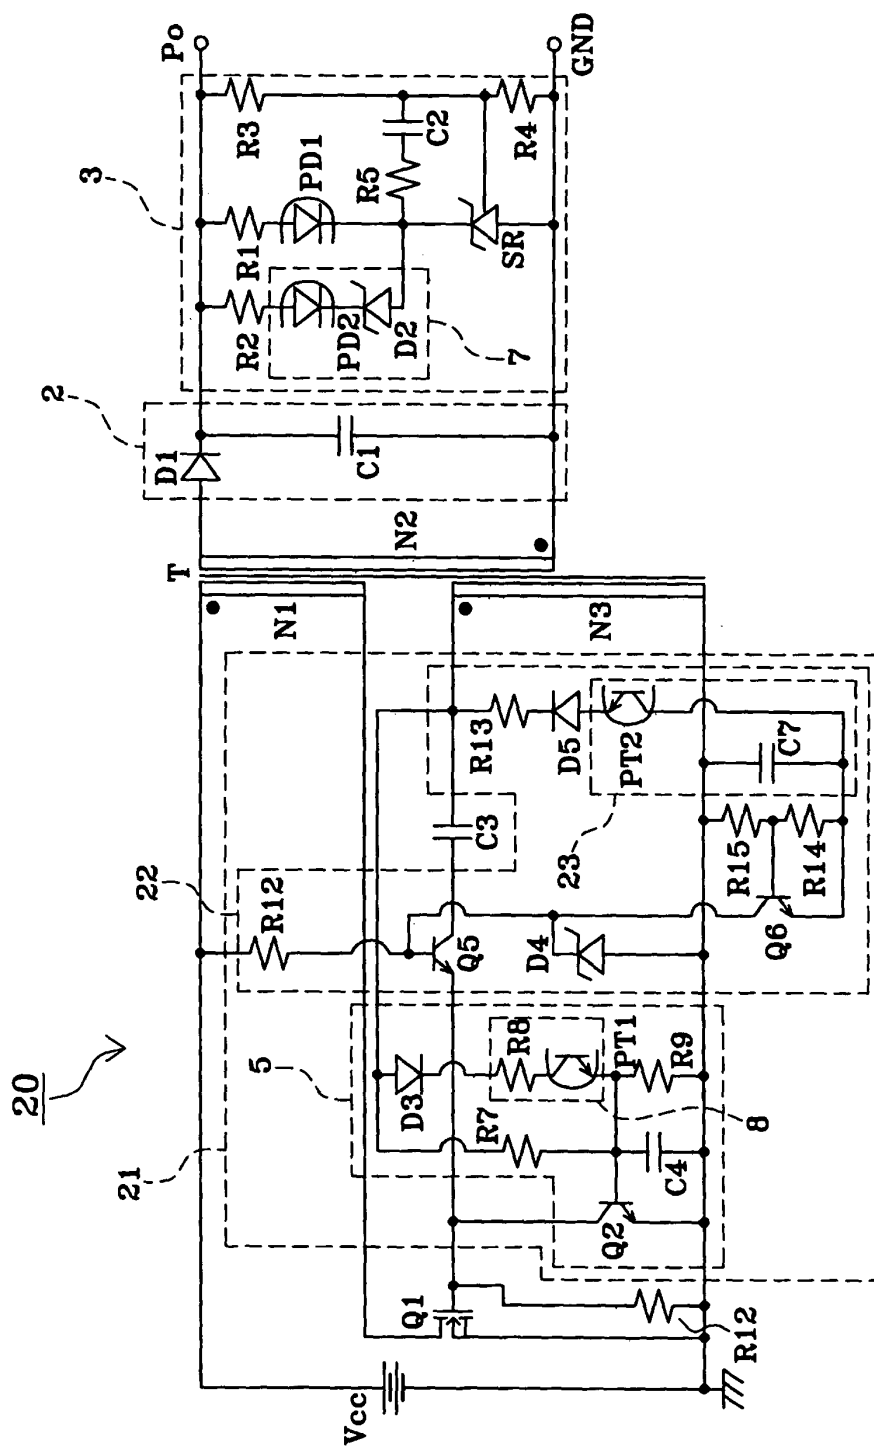 20
21
22
5
Vcc
Q1
R12
R12
Q5
Q2
C4
R7
D3
R8
PT1
R9
8
D4
Q6
R14
R15
23
C3
R13
D5
PT2
C7
N1
N3
T
N2
2
D1
C1
3
R2
PD2
D2
7
R1
PD1
R5
C2
SR
R3
R4
Po
GND